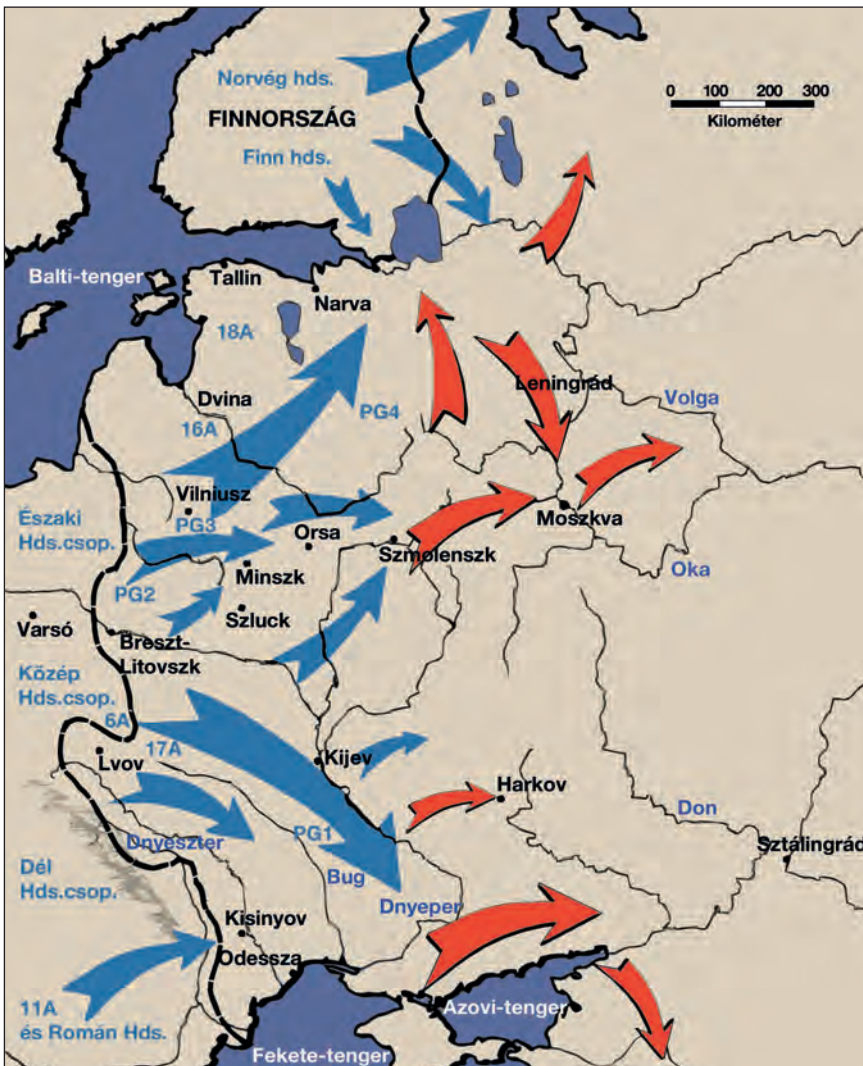 Norvég hds.
FINNORSZÁG
Finn hds.
0 100 200 300
Kilométer
Balti-tenger
Tallin
Narva
18A
Dvina
PG4
16A
Leningrád
Volga
Vilniusz
PG3
Északi
Hds.csop.
Orsa
Moszkva
Szmolenszk
Minszk
Oka
PG2
Szluck
Varsó
Breszt-
Litovszk
Közép
Hds.csop.
6A
17A
Lvov
Kijev
Harkov
PG1
Dnyeszter
Don
Sztálingrád
Dél
Hds.csop.
Bug
Dnyeper
Kisinyov
Odessza
11A
és Román Hds.
Azovi-tenger
Fekete-tenger